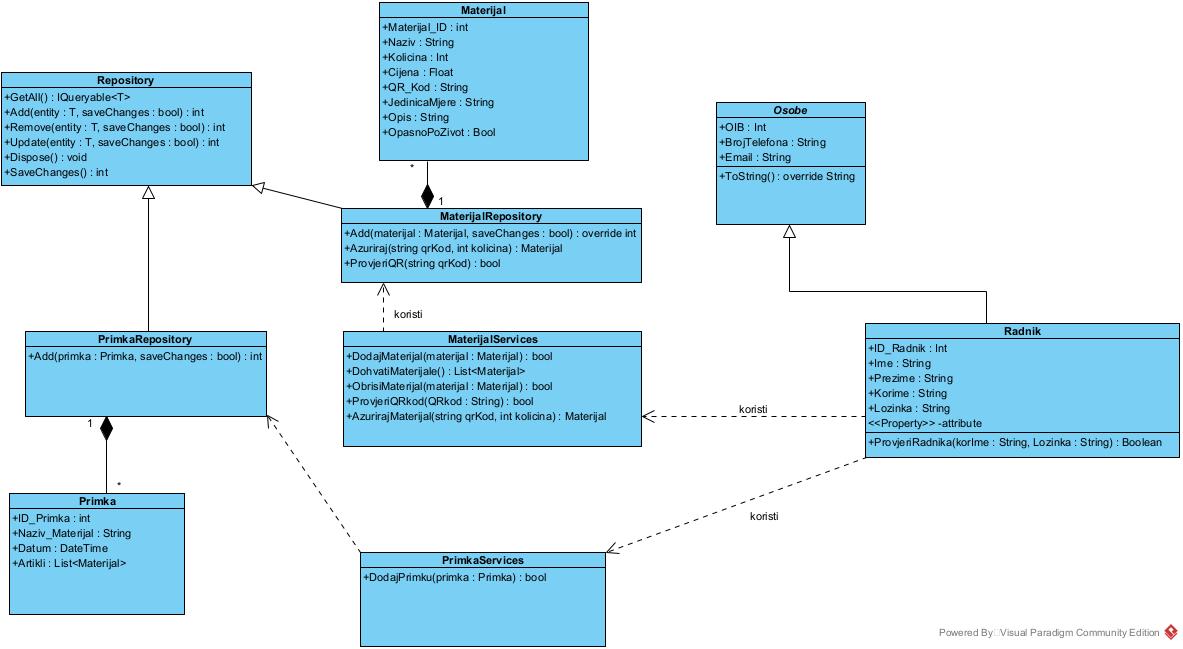 Materijal
+Materijal_ID : int
+Naziv : String
+Kolicina : Int
+Cijena : Float
+QR_Kod : String
+JedinicaMjere : String
+Opis : String
+OpasnoPoZivot : Bool
Repository
+GetAll() : IQueryable<T>
+Add(entity : T, saveChanges : bool) : int
+Remove(entity : T, saveChanges : bool) : int
+Update(entity : T, saveChanges : bool) : int
+Dispose() : void
+SaveChanges() : int
Osobe
+OIB : Int
+BrojTelefona : String
+Email : String
+ToString() : override String
*
1
MaterijalRepository
+Add(materijal : Materijal, saveChanges : bool) : override int
+Azuriraj(string qrKod, int kolicina) : Materijal
+ProvjeriQR(string qrKod) : bool
koristi
PrimkaRepository
+Add(primka : Primka, saveChanges : bool) : int
MaterijalServices
+DodajMaterijal(materijal : Materijal) : bool
+DohvatiMaterijale() : List<Materijal>
+ObrisiMaterijal(materijal : Materijal) : bool
+ProvjeriQRkod(QRkod : String) : bool
+AzurirajMaterijal(string qrKod, int kolicina) : Materijal
koristi
Radnik
+ID_Radnik : Int
+Ime : String
+Prezime : String
+Korime : String
+Lozinka : String
<<Property>> -attribute
+ProvjeriRadnika(korIme : String, Lozinka : String) : Boolean
1
*
Primka
+ID_Primka : int
+Naziv_Materijal : String
+Datum : DateTime
+Artikli : List<Materijal>
koristi
PrimkaServices
+DodajPrimku(primka : Primka) : bool
Powered By Visual Paradigm Community Edition